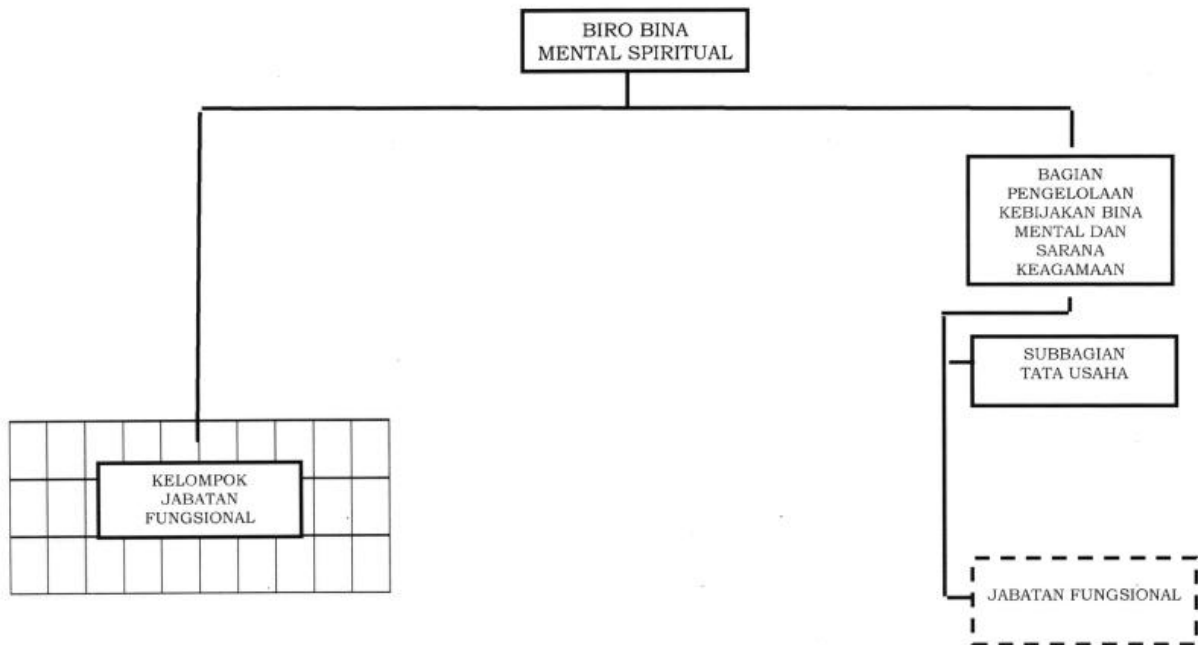 BIRO BINA
MENTAL SPIRITUAL
BAGIAN
PENGELOLAAN
KEBIJAKAN BINA
MENTAL DAN
SARANA
KEAGAMAAN
SUBBAGIAN
TATA USAHA
KELOMPOK
JABATAN
FUNGSIONAL
JABATAN FUNGSIONAL